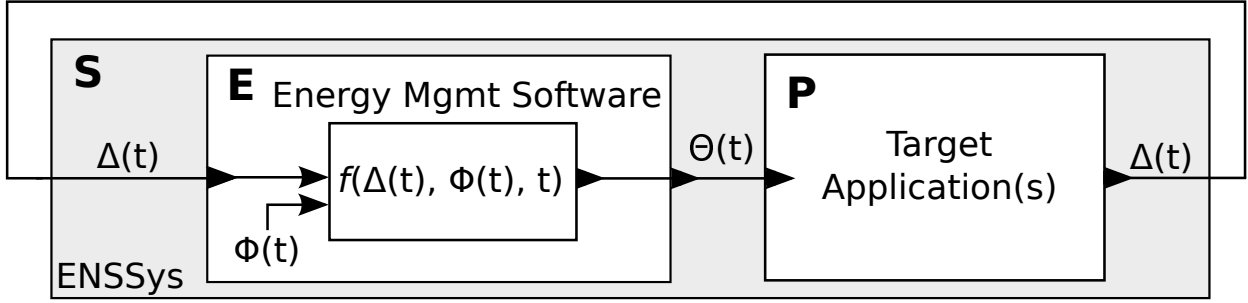 S
E
Energy Mgmt Software
P
Δ(t)
f(Δ(t), Φ(t), t)
Φ(t)
Θ(t)
Target
Application(s)
Δ(t)
ENSSys